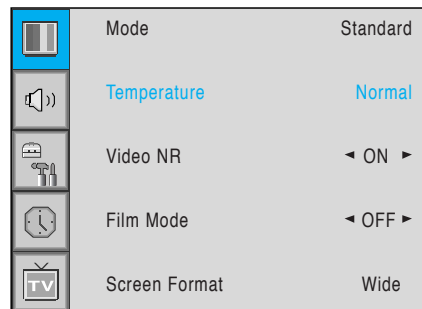 Mode Standard
Temperature Normal
Video NR ◄ ON ►
Film Mode ◄ OFF ►
Screen Format Wide
TV